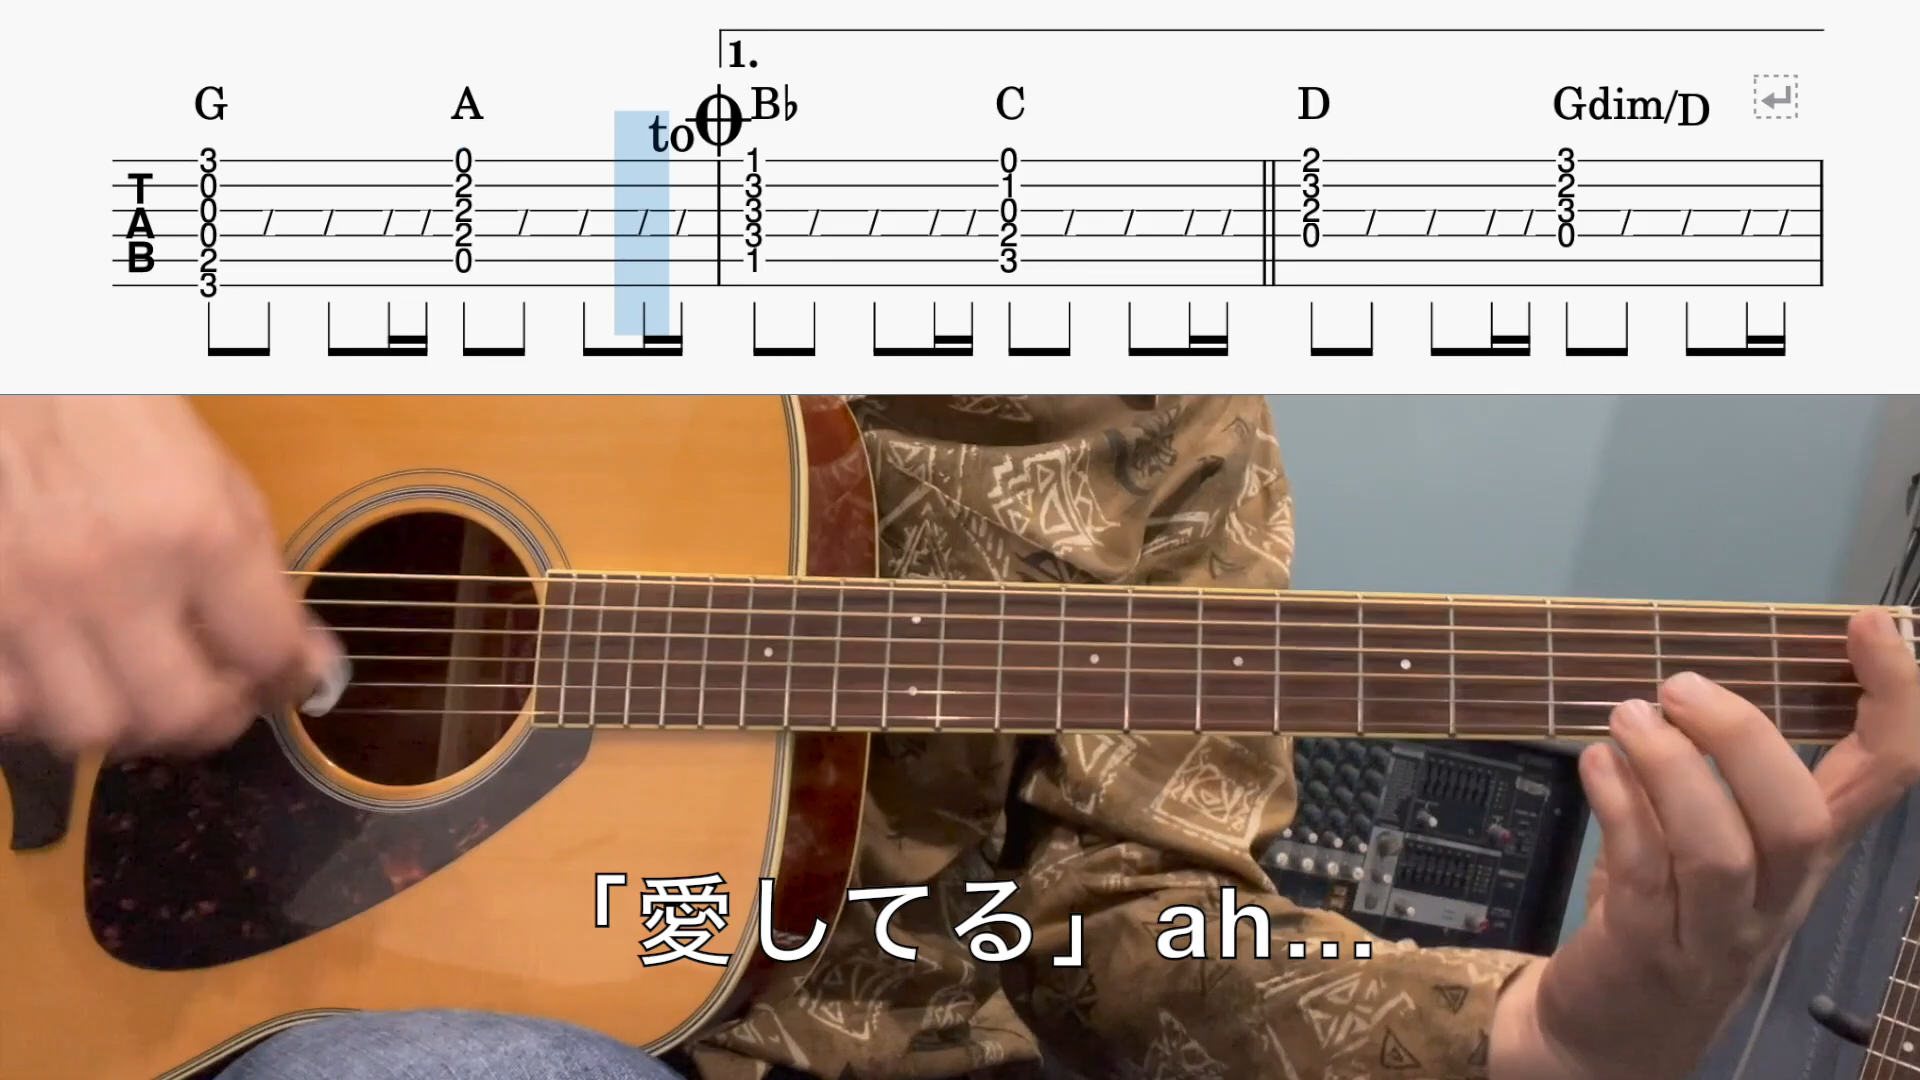 1.
G A to B♭ C D Gdim/D
3 0 1 0 2 3
T 0 2 3 1 3 2
A 0 2 3 0 2 3
0 2 3 2 0 0
B 2 0 1 3
3
「愛してる」ah...